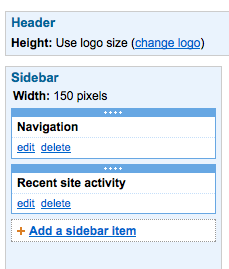 Header
Height: Use logo size (change logo)
Sidebar
Width: 150 pixels
Navigation
edit delete
Recent site activity
edit delete
+ Add a sidebar item